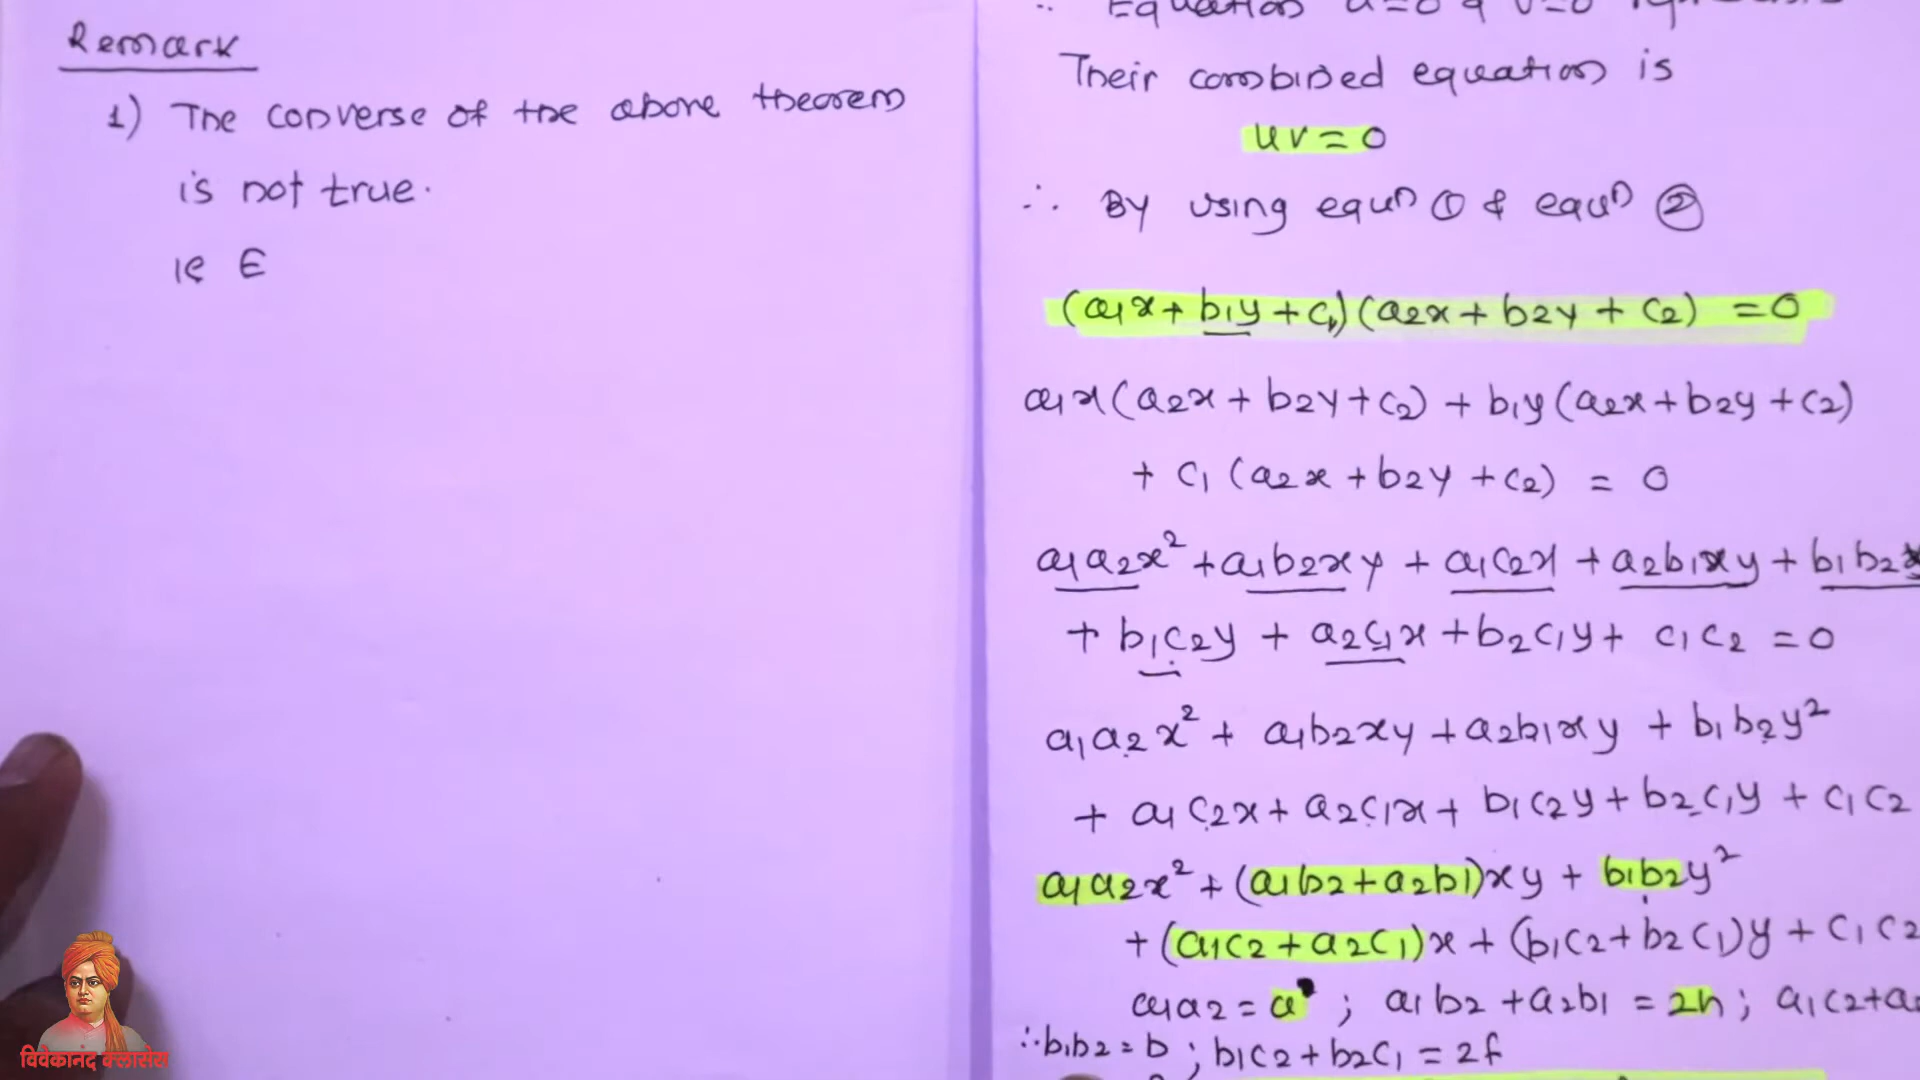 Remark
1) The converse of the above theorem
is not true.
ie E
∴ Equation u=0 & v=0
Their combined equation is
uv=0
∴ By using equn ① & equn ②
(a1x+b1y+c1)(a2x+b2y+c2) =0
a1x(a2x+b2y+c2)+b1y(a2x+b2y+c2)
+ c1 (a2x+b2y+c2) = 0
a1a2x²+a1b2xy+a1c2x+a2b1xy+b1b2
+ b1c2y + a2c1x+b2c1y+ c1c2 =0
a1a2x²+ a1b2xy+a2b1xy + b1b2y²
+ a1c2x+a2c1x+ b1c2y+b2c1y + c1c2
a1a2x²+(a1b2+a2b1)xy + b1b2y²
+(a1c2+a2c1)x+(b1c2+b2c1)y+c1c2
a1a2=a ; a1b2+a2b1 = 2h ; a1c2+a
∴b1b2=b ; b1c2+b2c1 = 2f
विवेकानंद क्लासेस